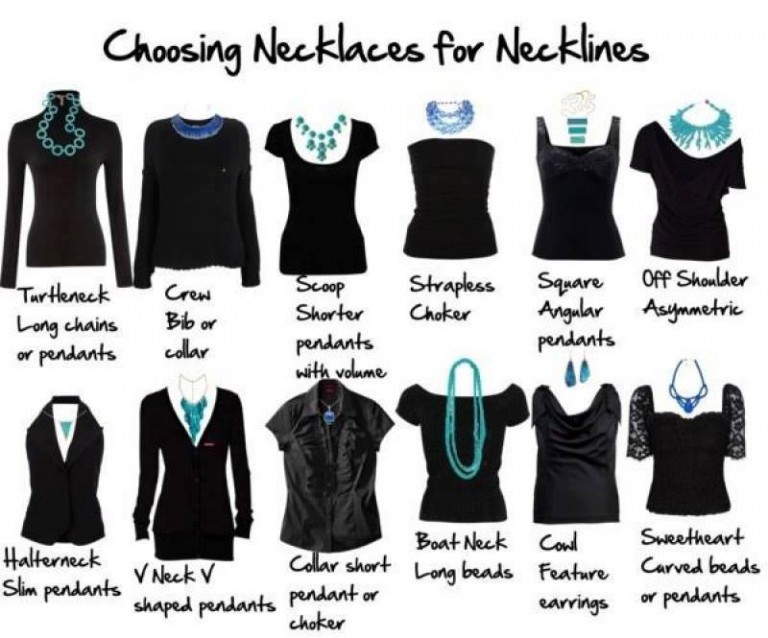 Choosing Necklaces for Necklines
Turtleneck
Long chains
or pendants
Crew
Bib or
collar
Scoop
Shorter
pendants
with volume
Strapless
Choker
Square
Angular
pendants
Off Shoulder
Asymmetric
Halterneck
Slim pendants
V Neck V
shaped pendants
Collar short
pendant or
choker
Boat Neck
Long beads
Cowl
Feature
earrings
Sweetheart
Curved beads
or pendants